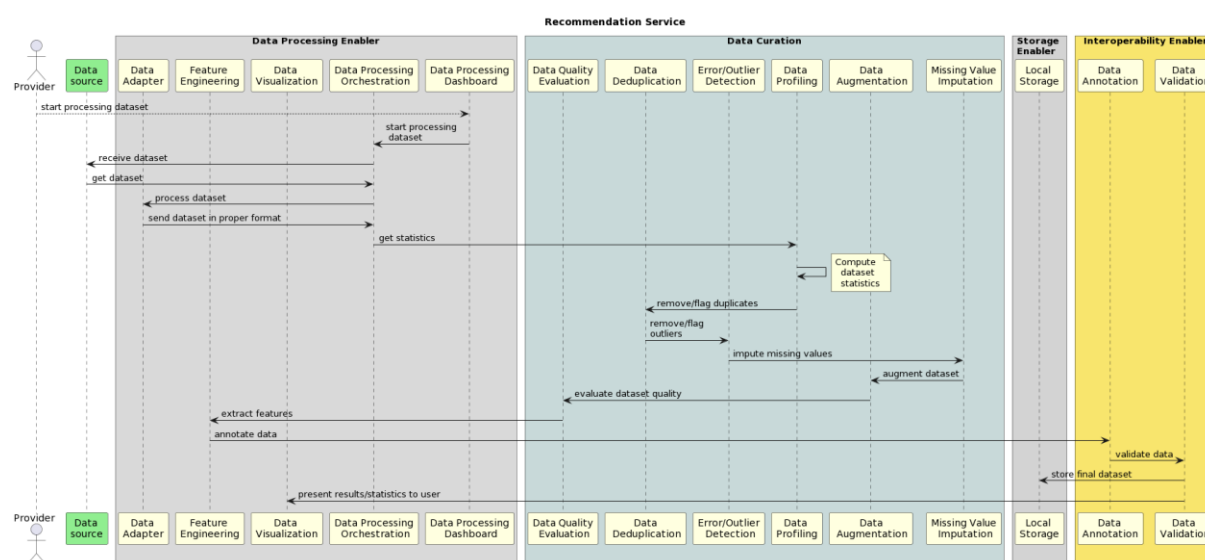 Recommendation Service
Data Processing Enabler
Data Curation
Storage
Enabler
Interoperability Enabler
Provider
Data
source
Data
Adapter
Feature
Engineering
Data
Visualization
Data Processing
Orchestration
Data Processing
Dashboard
Data Quality
Evaluation
Data
Deduplication
Error/Outlier
Detection
Data
Profiling
Data
Augmentation
Missing Value
Imputation
Local
Storage
Data
Annotation
Data
Validation
start processing dataset
start processing
dataset
receive dataset
get dataset
process dataset
send dataset in proper format
get statistics
Compute
dataset
statistics
remove/flag duplicates
remove/flag
outliers
impute missing values
augment dataset
evaluate dataset quality
extract features
annotate data
validate data
store final dataset
present results/statistics to user
Provider
Data
source
Data
Adapter
Feature
Engineering
Data
Visualization
Data Processing
Orchestration
Data Processing
Dashboard
Data Quality
Evaluation
Data
Deduplication
Error/Outlier
Detection
Data
Profiling
Data
Augmentation
Missing Value
Imputation
Local
Storage
Data
Annotation
Data
Validation